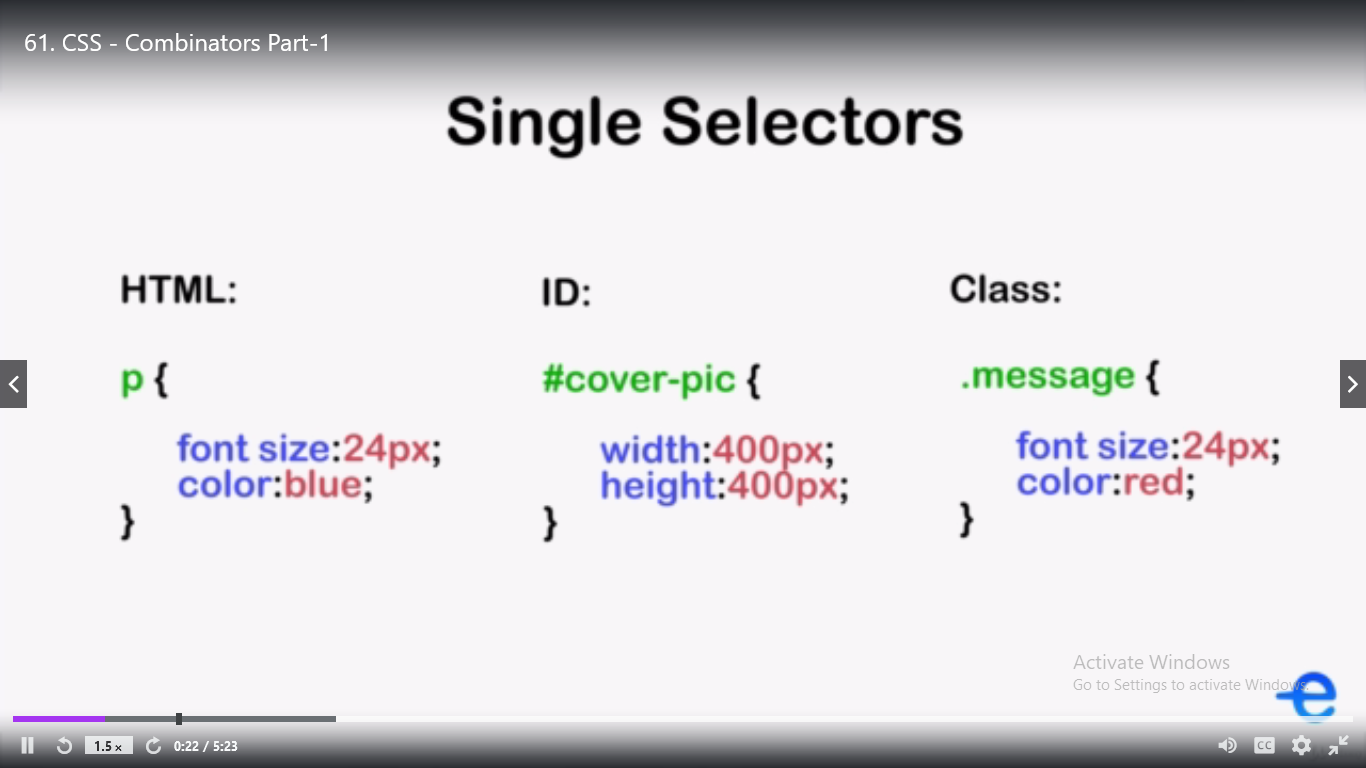 61. CSS - Combinators Part-1
Single Selectors
HTML:
p {
font size:24px;
color:blue;
}
ID:
#cover-pic {
width:400px;
height:400px;
}
Class:
.message {
font size:24px;
color:red;
}
Activate Windows
Go to Settings to activate Windows.
1.5 x
0:22 / 5:23
CC